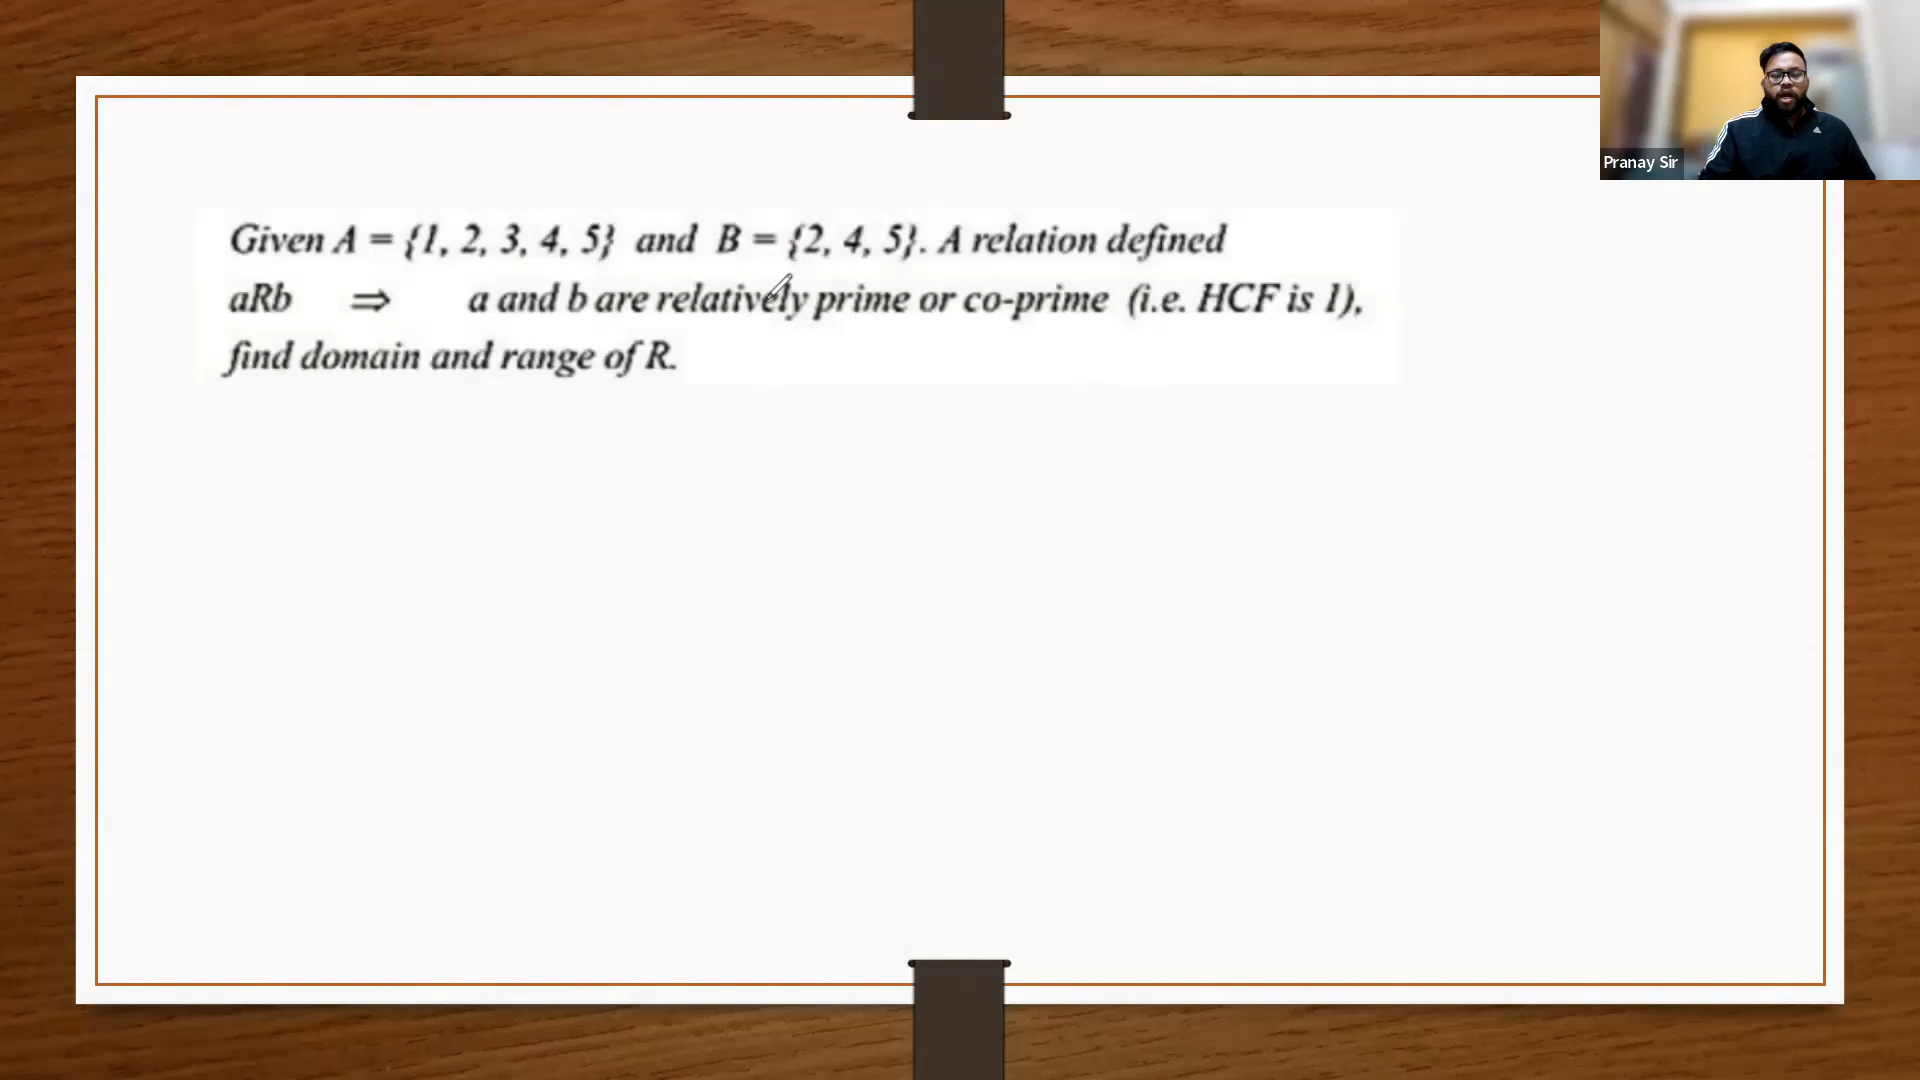 Pranay Sir
Given A = {1, 2, 3, 4, 5} and B = {2, 4, 5}. A relation defined
aRb ⇒ a and b are relatively prime or co-prime (i.e. HCF is 1),
find domain and range of R.